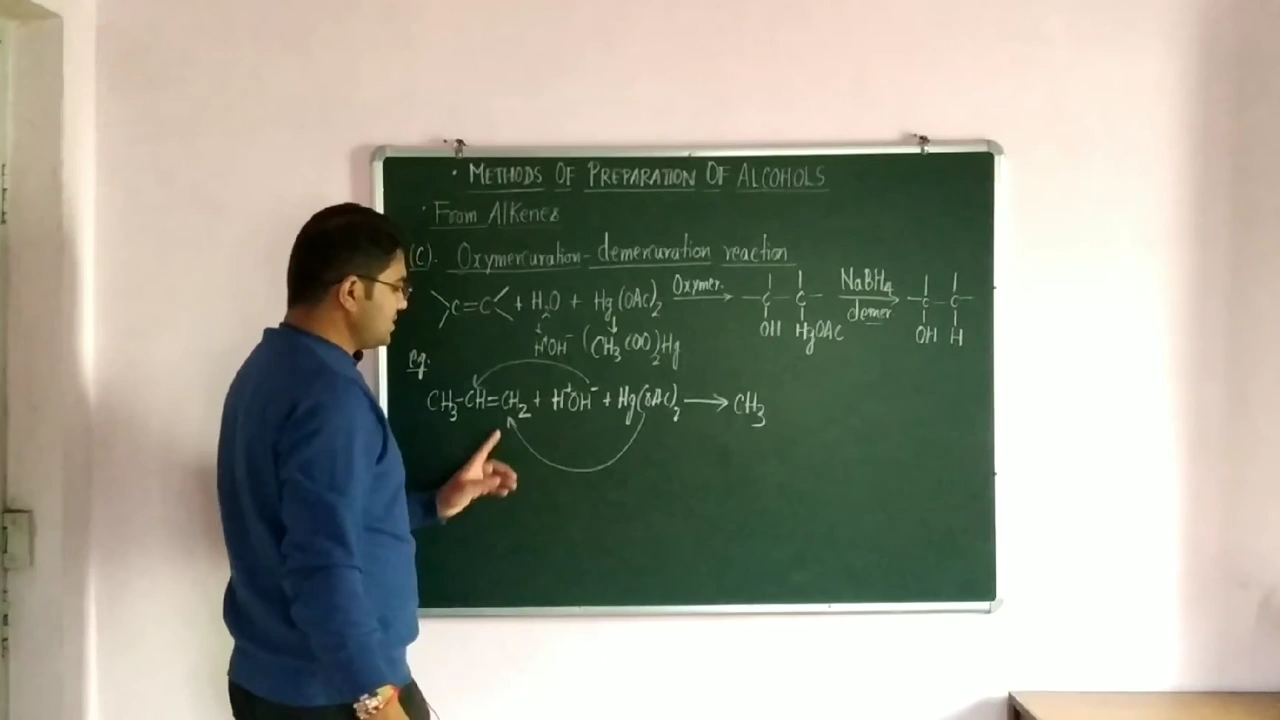 · METHODS OF PREPARATION OF ALCOHOLS
· From Alkenes
(C). Oxymercuration-demercuration reaction
>C=C< + H₂O + Hg(OAc)₂ Oxymer. → -C-C- NaBH₄ demer → -C-C-
OH HgOAc OH H
H⁺OH⁻ (CH₃COO)₂Hg
eg.
CH₃-CH=CH₂ + H⁺OH⁻ + Hg(OAc)₂ → CH₃